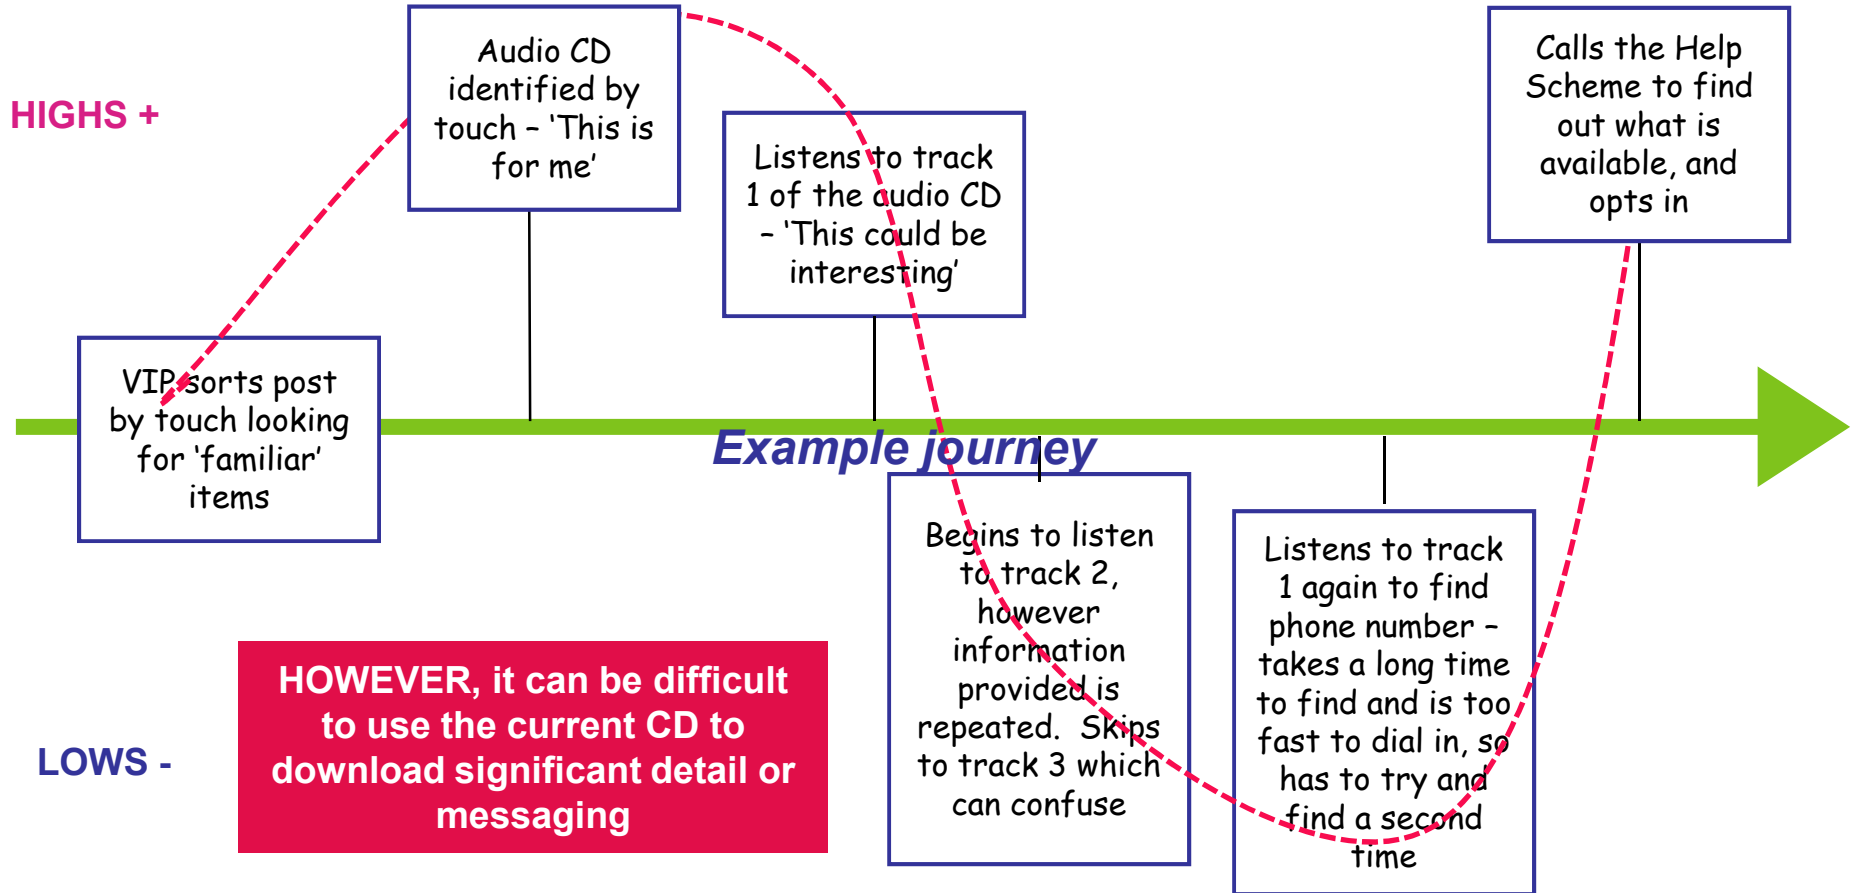 HIGHS +
Audio CD
identified by
touch – ‘This is
for me’
Listens to track
1 of the audio CD
– ‘This could be
interesting’
Calls the Help
Scheme to find
out what is
available, and
opts in
VIP sorts post
by touch looking
for ‘familiar’
items
Example journey
Begins to listen
to track 2,
however
information
provided is
repeated.  Skips
to track 3 which
can confuse
Listens to track
1 again to find
phone number –
takes a long time
to find and is too
fast to dial in, so
has to try and
find a second
time
LOWS -
HOWEVER, it can be difficult
to use the current CD to
download significant detail or
messaging